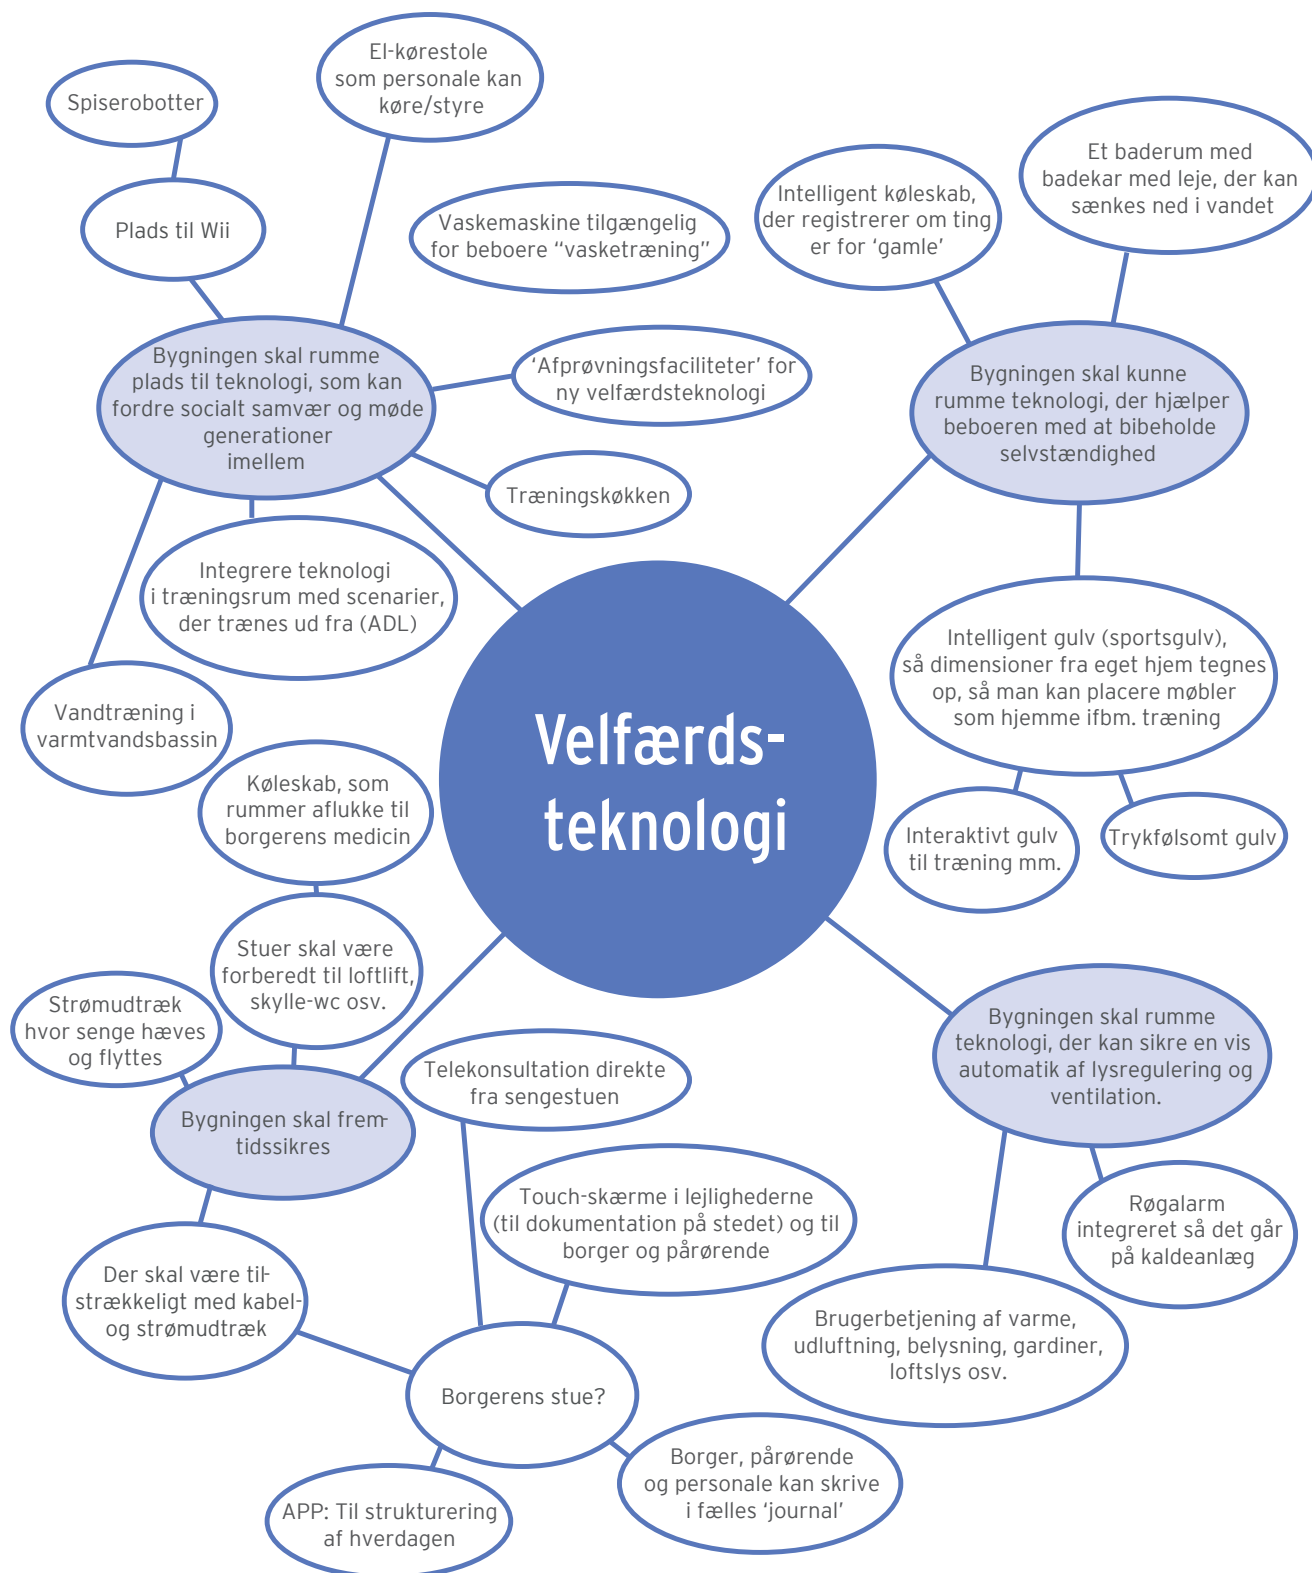 El-kørestole
som personale kan
køre/styre
Spiserobotter
Plads til Wii
Vaskemaskine tilgængelig
for beboere “vasketræning”
Intelligent køleskab,
der registrerer om ting
er for ‘gamle’
Et baderum med
badekar med leje, der kan
sænkes ned i vandet
Bygningen skal rumme
plads til teknologi, som kan
fordre socialt samvær og møde
generationer
imellem
‘Afprøvningsfaciliteter’ for
ny velfærdsteknologi
Bygningen skal kunne
rumme teknologi, der hjælper
beboeren med at bibeholde
selvstændighed
Træningskøkken
Integrere teknologi
i træningsrum med scenarier,
der trænes ud fra (ADL)
Vandtræning i
varmtvandsbassin
Intelligent gulv (sportsgulv),
så dimensioner fra eget hjem tegnes
op, så man kan placere møbler
som hjemme ifbm. træning
Velfærds-
teknologi
Køleskab, som
rummer aflukke til
borgerens medicin
Interaktivt gulv
til træning mm.
Trykfølsomt gulv
Stuer skal være
forberedt til loftlift,
skylle-wc osv.
Strømudtræk
hvor senge hæves
og flyttes
Bygningen skal frem-
tidssikres
Telekonsultation direkte
fra sengestuen
Bygningen skal rumme
teknologi, der kan sikre en vis
automatik af lysregulering og
ventilation.
Touch-skærme i lejlighederne
(til dokumentation på stedet) og til
borger og pårørende
Røgalarm
integreret så det går
på kaldeanlæg
Der skal være til-
strækkeligt med kabel-
og strømudtræk
Brugerbetjening af varme,
udluftning, belysning, gardiner,
loftslys osv.
Borgerens stue?
Borger, pårørende
og personale kan skrive
i fælles ‘journal’
APP: Til strukturering
af hverdagen